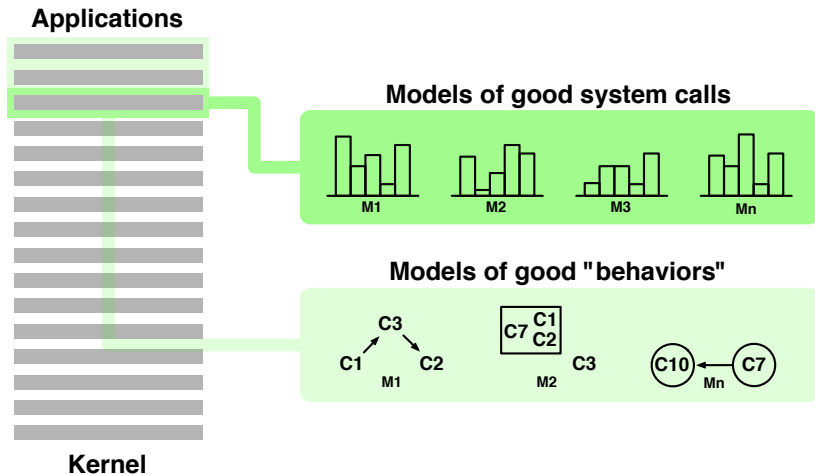 Applications
Models of good system calls
M1 M2 M3 Mn
Models of good "behaviors"
C3
C1 C2
M1
C7 C1
C2
C3
M2
C10 C7
Mn
Kernel